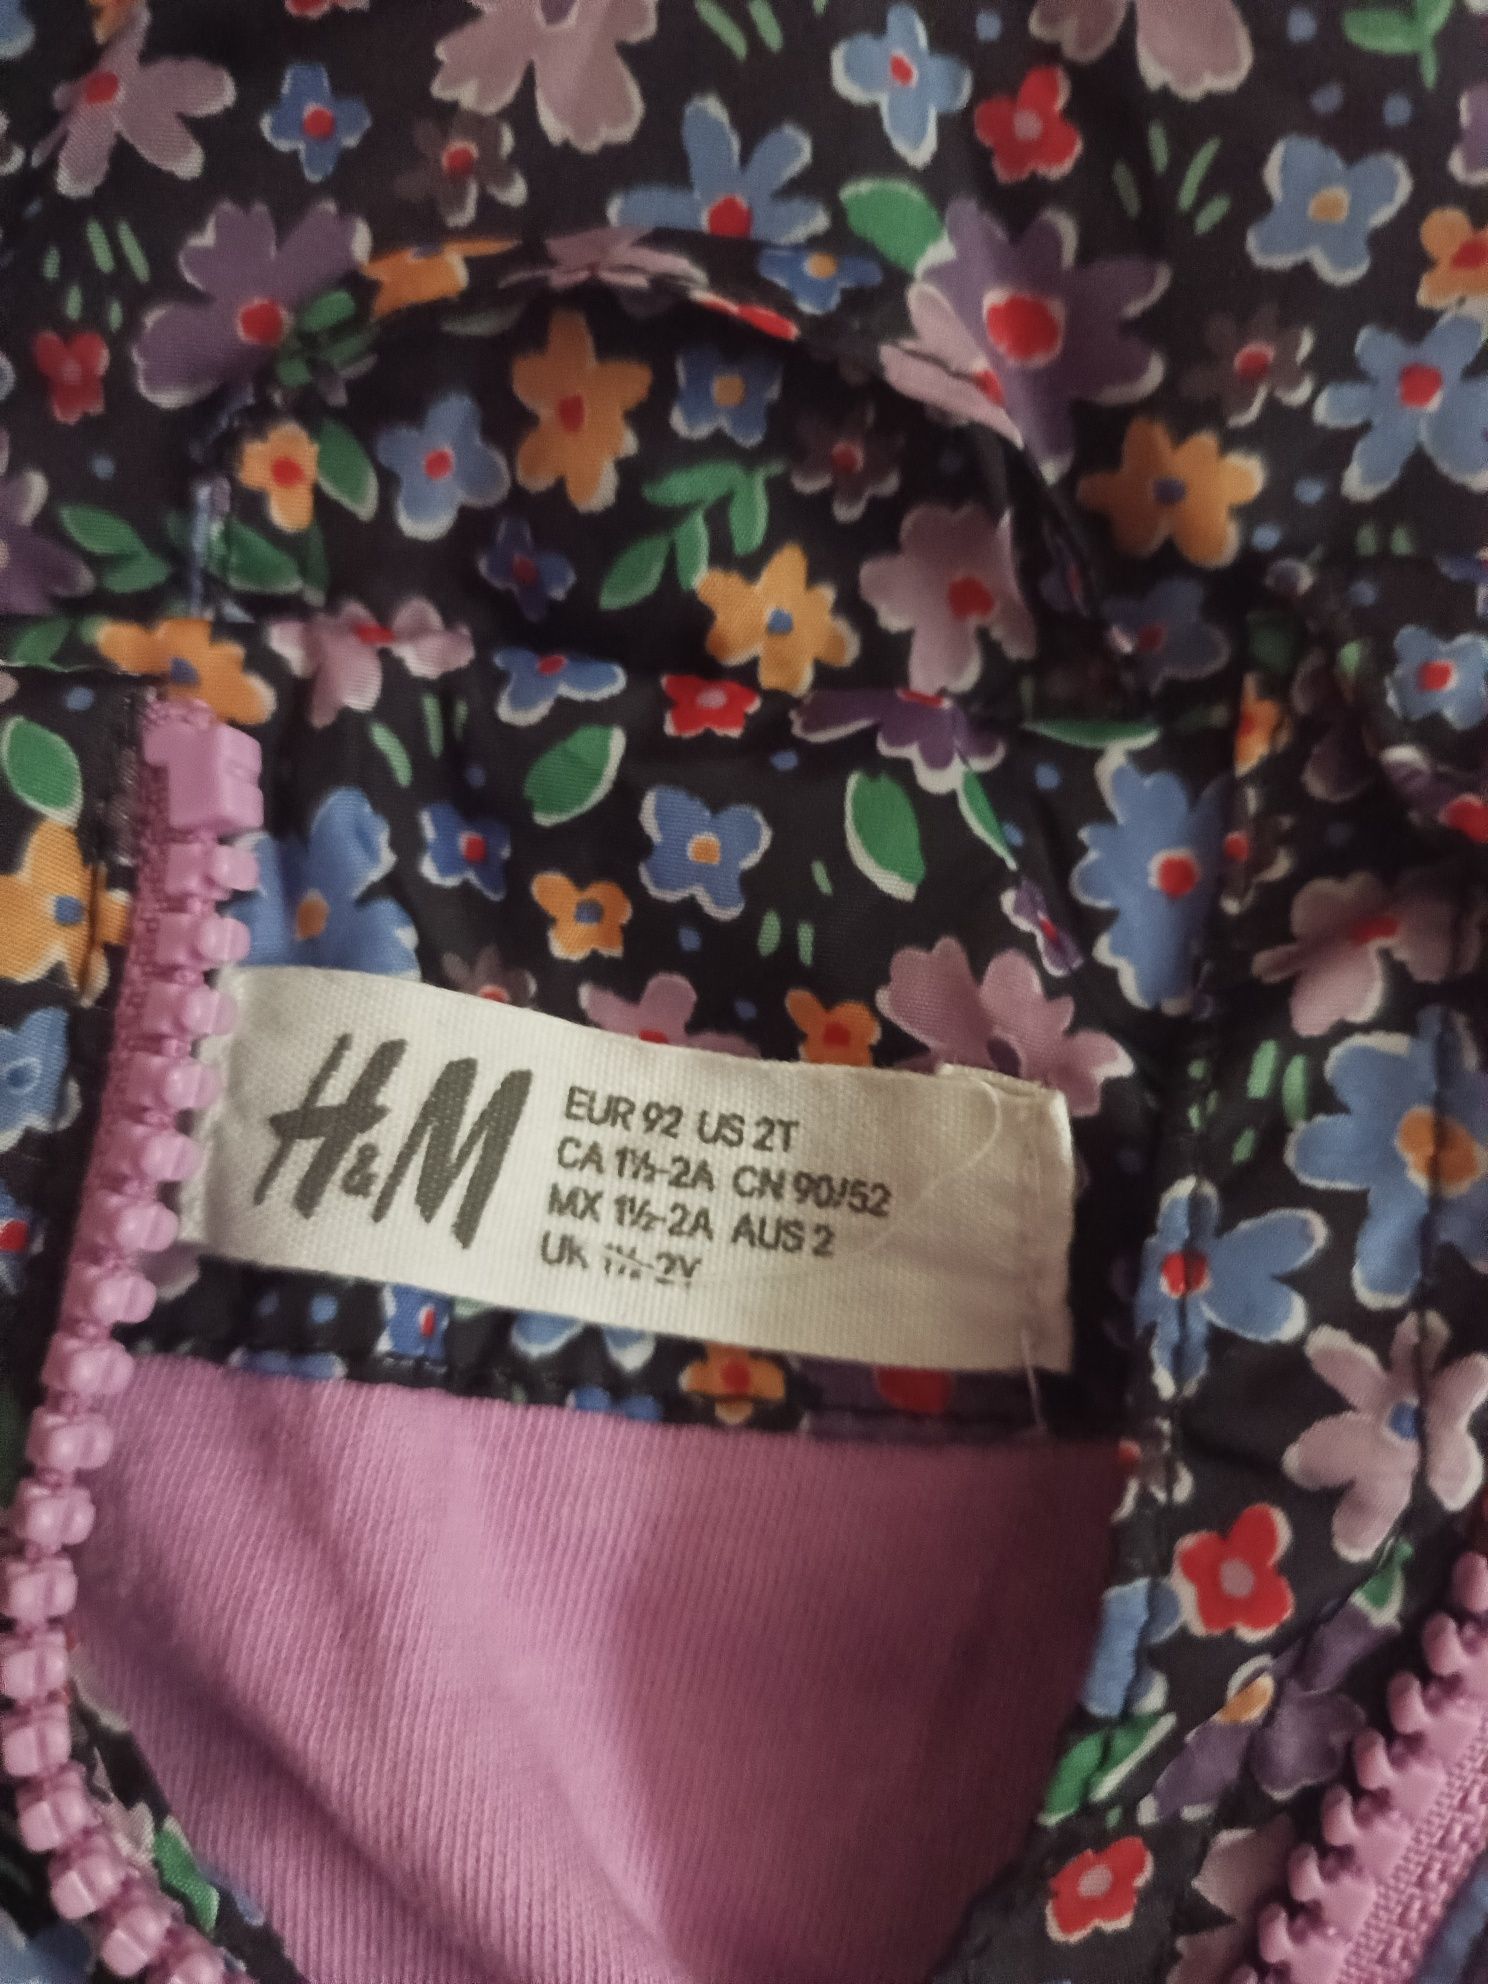 H&M
EUR 92 US 2T
CA 1½-2A CN 90/52
MX 1½-2A AUS 2
UK 1½-2Y